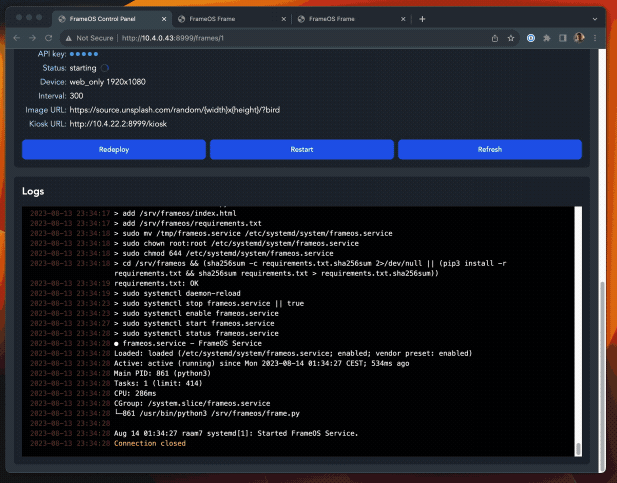 FrameOS Control Panel
FrameOS Frame
FrameOS Frame
Not Secure | http://10.4.0.43:8999/frames/1
API key:
Status: starting
Device: web_only 1920x1080
Interval: 300
Image URL: https://source.unsplash.com/random/{width}x{height}/?bird
Kiosk URL: http://10.4.22.2:8999/kiosk
Redeploy
Restart
Refresh
Logs
2023-08-13 23:34:17 > add /srv/frameos/index.html
2023-08-13 23:34:17 > add /srv/frameos/requirements.txt
2023-08-13 23:34:18 > sudo mv /tmp/frameos.service /etc/systemd/system/frameos.service
2023-08-13 23:34:18 > sudo chown root:root /etc/systemd/system/frameos.service
2023-08-13 23:34:18 > sudo chmod 644 /etc/systemd/system/frameos.service
2023-08-13 23:34:18 > cd /srv/frameos && (sha256sum -c requirements.txt.sha256sum 2>/dev/null || (pip3 install -r
requirements.txt && sha256sum requirements.txt > requirements.txt.sha256sum))
2023-08-13 23:34:19 requirements.txt: OK
2023-08-13 23:34:19 > sudo systemctl daemon-reload
2023-08-13 23:34:23 > sudo systemctl stop frameos.service || true
2023-08-13 23:34:23 > sudo systemctl enable frameos.service
2023-08-13 23:34:27 > sudo systemctl start frameos.service
2023-08-13 23:34:28 > sudo systemctl status frameos.service
2023-08-13 23:34:28 ● frameos.service - FrameOS Service
2023-08-13 23:34:28 Loaded: loaded (/etc/systemd/system/frameos.service; enabled; vendor preset: enabled)
2023-08-13 23:34:28 Active: active (running) since Mon 2023-08-14 01:34:27 CEST; 534ms ago
2023-08-13 23:34:28 Main PID: 861 (python3)
2023-08-13 23:34:28 Tasks: 1 (limit: 414)
2023-08-13 23:34:28 CPU: 286ms
2023-08-13 23:34:28 CGroup: /system.slice/frameos.service
2023-08-13 23:34:28 └─861 /usr/bin/python3 /srv/frameos/frame.py
2023-08-13 23:34:28
2023-08-13 23:34:28 Aug 14 01:34:27 raam7 systemd[1]: Started FrameOS Service.
2023-08-13 23:34:28 Connection closed